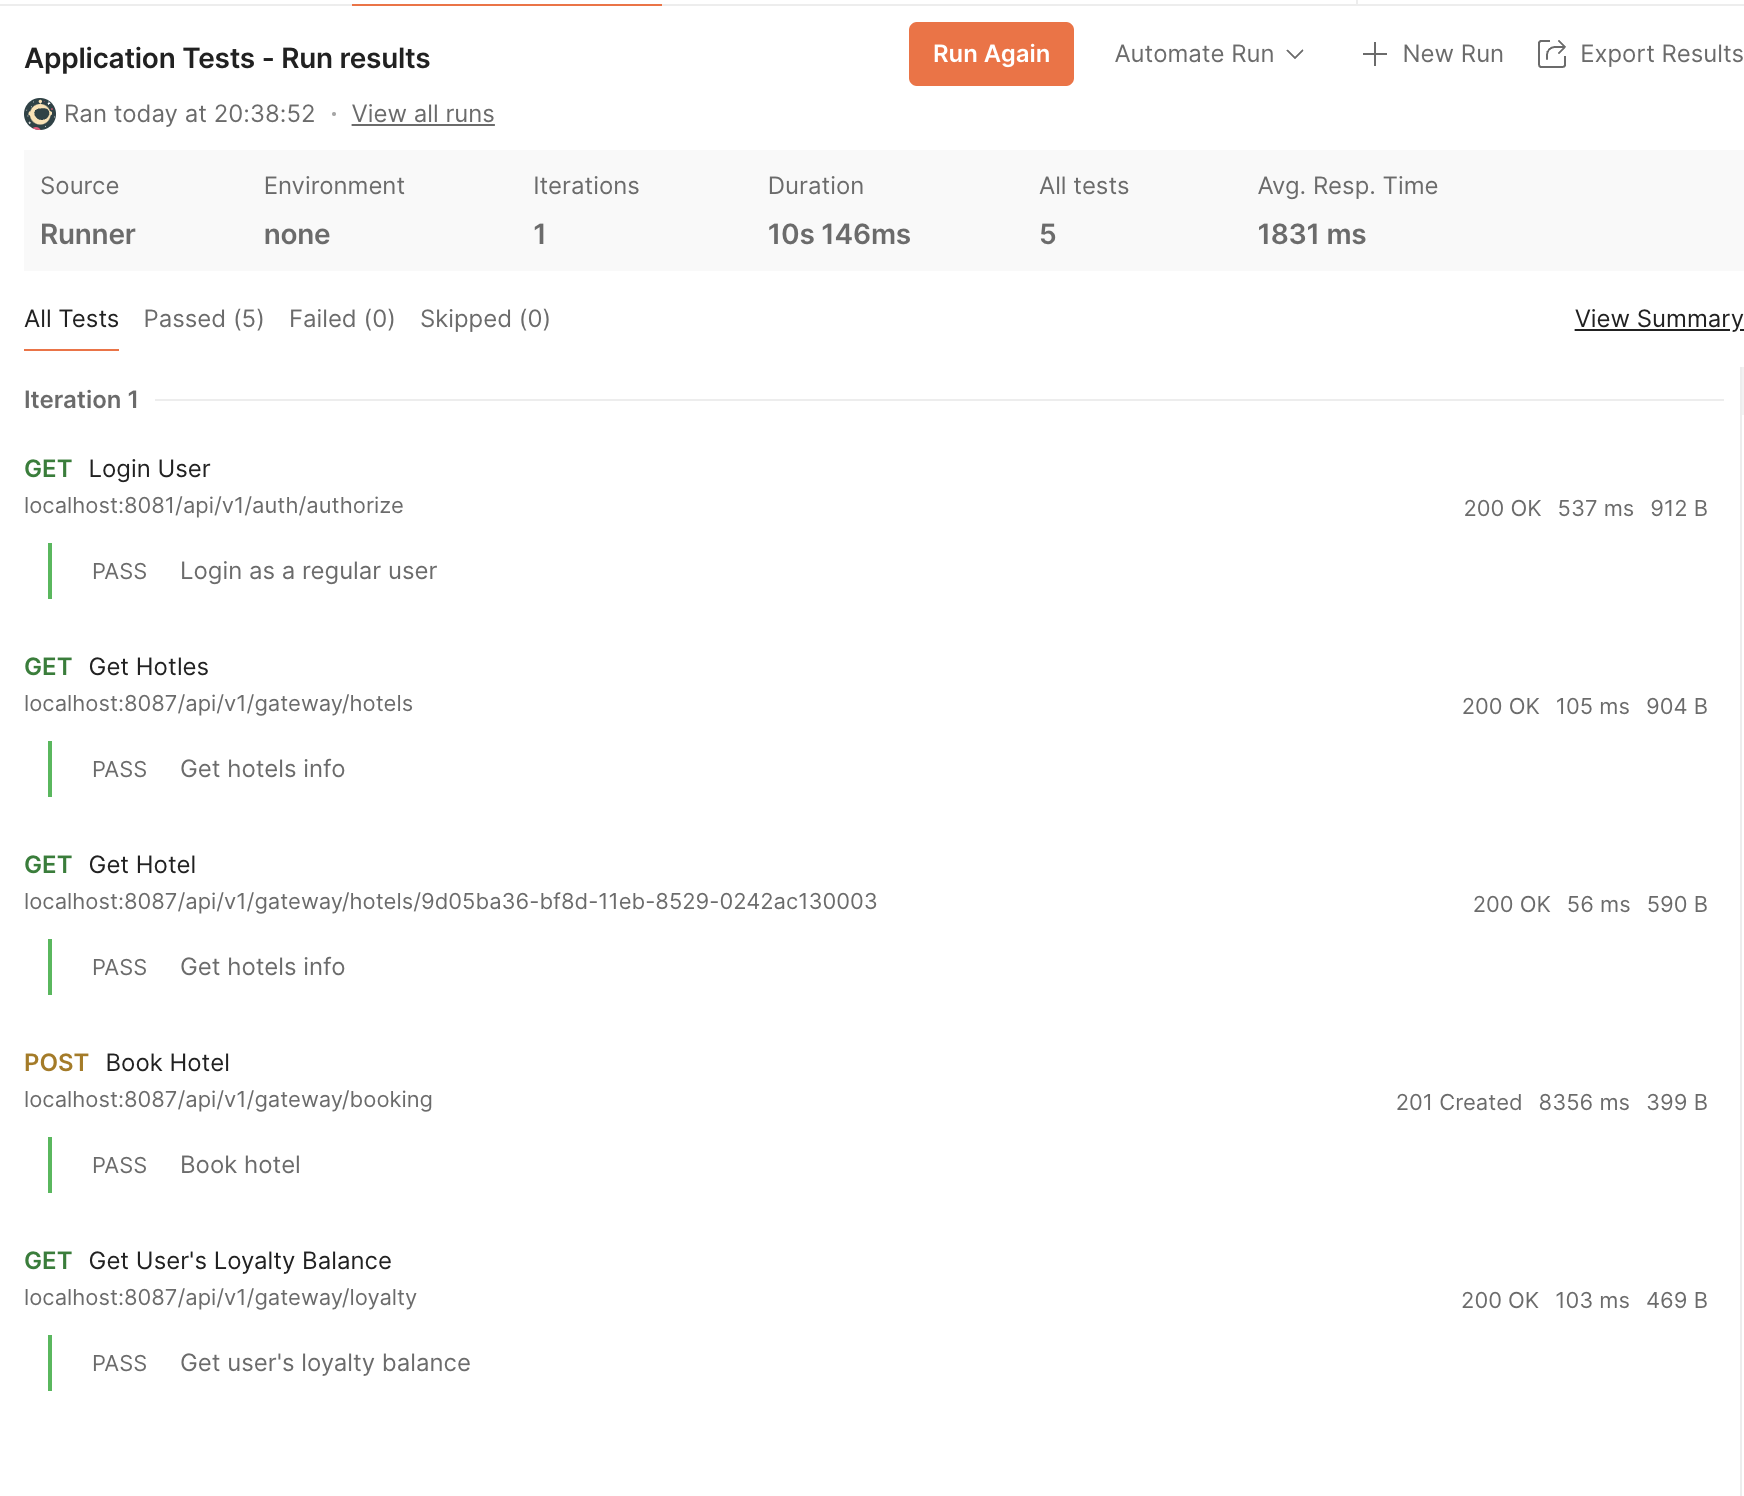 Application Tests - Run results
Run Again
Automate Run
New Run
Export Results
Ran today at 20:38:52 · View all runs
Source Environment Iterations Duration All tests Avg. Resp. Time
Runner none 1 10s 146ms 5 1831 ms
All Tests Passed (5) Failed (0) Skipped (0) View Summary
Iteration 1
GET Login User
localhost:8081/api/v1/auth/authorize
200 OK 537 ms 912 B
PASS Login as a regular user
GET Get Hotles
localhost:8087/api/v1/gateway/hotels
200 OK 105 ms 904 B
PASS Get hotels info
GET Get Hotel
localhost:8087/api/v1/gateway/hotels/9d05ba36-bf8d-11eb-8529-0242ac130003
200 OK 56 ms 590 B
PASS Get hotels info
POST Book Hotel
localhost:8087/api/v1/gateway/booking
201 Created 8356 ms 399 B
PASS Book hotel
GET Get User's Loyalty Balance
localhost:8087/api/v1/gateway/loyalty
200 OK 103 ms 469 B
PASS Get user's loyalty balance